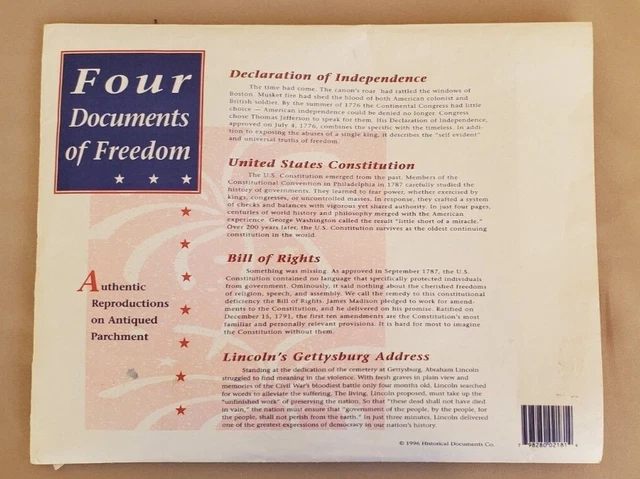 Four
Documents
of Freedom
Authentic
Reproductions
on Antiqued
Parchment
Declaration of Independence
The time had come. The canon's roar had rattled the windows of
Boston. Musket fire had shed the blood of both American colonist and
British soldier. By the summer of 1776 the Continental Congress had little
choice — American independence could be denied no longer. Congress
chose Thomas Jefferson to speak for them. His Declaration of Independence,
approved on July 4, 1776, combines the specific with the timeless. In addi-
tion to exposing the abuses of a single king, it describes the "self evident"
and universal truths of freedom.
United States Constitution
The U.S. Constitution emerged from the past. Members of the
Constitutional Convention in Philadelphia in 1787 carefully studied the
history of governments. They learned to fear power, whether exercised by
kings, congresses, or uncontrolled masses. In response, they crafted a system
of checks and balances with vigorous yet shared authority. In just four pages,
centuries of world history and philosophy merged with the American
experience. George Washington called the result "little short of a miracle."
Over 200 years later, the U.S. Constitution survives as the oldest continuing
constitution in the world.
Bill of Rights
Something was missing. As approved in September 1787, the U.S.
Constitution contained no language that specifically protected individuals
from government. Ominously, it said nothing about the cherished freedoms
of religion, speech, and assembly. We call the remedy to this constitutional
deficiency the Bill of Rights. James Madison pledged to work for amend-
ments to the Constitution, and he delivered on his promise. Ratified on
December 15, 1791, the first ten amendments are the Constitution's most
familiar and personally relevant provisions. It is hard for most to imagine
the Constitution without them.
Lincoln's Gettysburg Address
Standing at the dedication of the cemetery at Gettysburg, Abraham Lincoln
struggled to find meaning in the violence. With fresh graves in plain view and
memories of the Civil War's bloodiest battle only four months old, Lincoln searched
for words to alleviate the suffering. The living, Lincoln proposed, must take up the
"unfinished work" of preserving the nation. So that "these dead shall not have died
in vain," the nation must ensure that "government of the people, by the people, for
the people, shall not perish from the earth." In just three minutes, Lincoln delivered
one of the greatest expressions of democracy in our nation's history.
© 1996 Historical Documents Co.
7 98280 02181 4